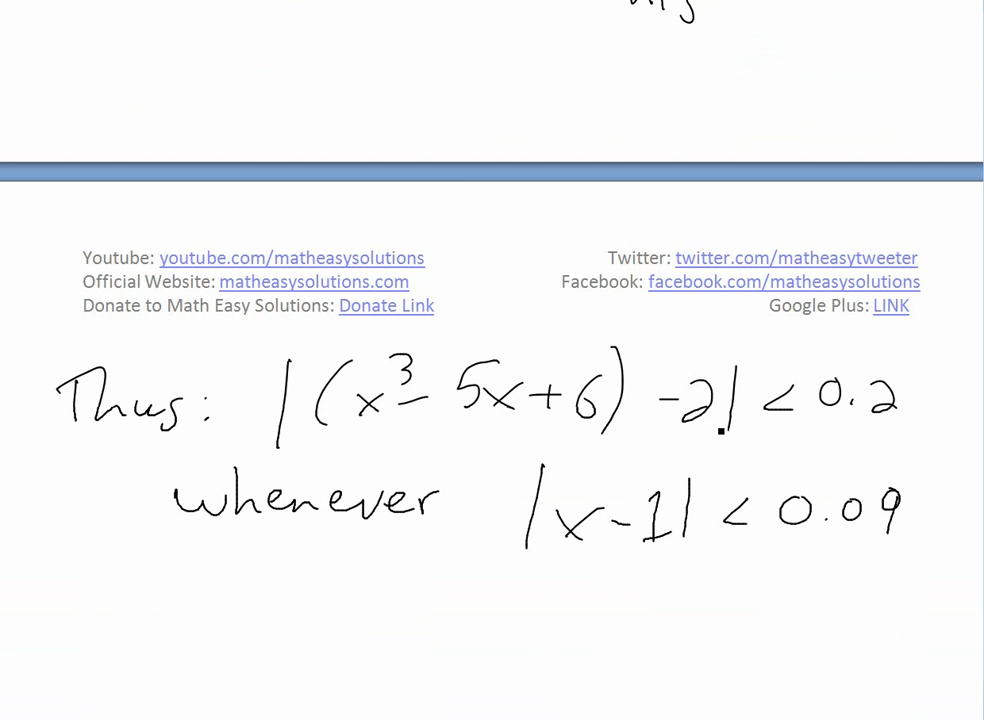 Youtube: youtube.com/matheasysolutions
Twitter: twitter.com/matheasytweeter
Official Website: matheasysolutions.com
Facebook: facebook.com/matheasysolutions
Donate to Math Easy Solutions: Donate Link
Google Plus: LINK
Thus: |(x³ - 5x + 6) - 2| < 0.2
whenever |x - 1| < 0.09